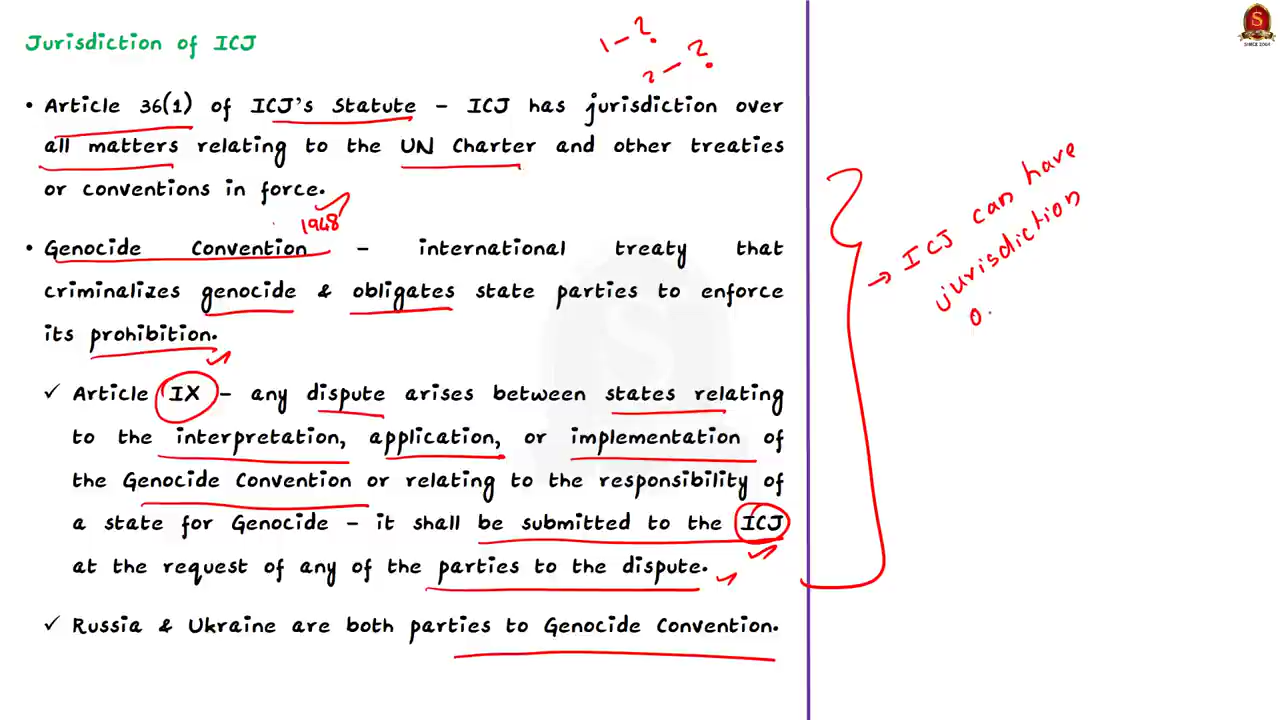 Jurisdiction of ICJ
1 - ?
2 - ?
• Article 36(1) of ICJ's Statute - ICJ has jurisdiction over
all matters relating to the UN Charter and other treaties
or conventions in force.
1948
• Genocide Convention - international treaty that
criminalizes genocide & obligates state parties to enforce
its prohibition.
✓ Article IX - any dispute arises between states relating
to the interpretation, application, or implementation of
the Genocide Convention or relating to the responsibility of
a state for Genocide - it shall be submitted to the ICJ
at the request of any of the parties to the dispute.
✓ Russia & Ukraine are both parties to Genocide Convention.
→ ICJ can have
jurisdiction
0
S
SINCE 2004